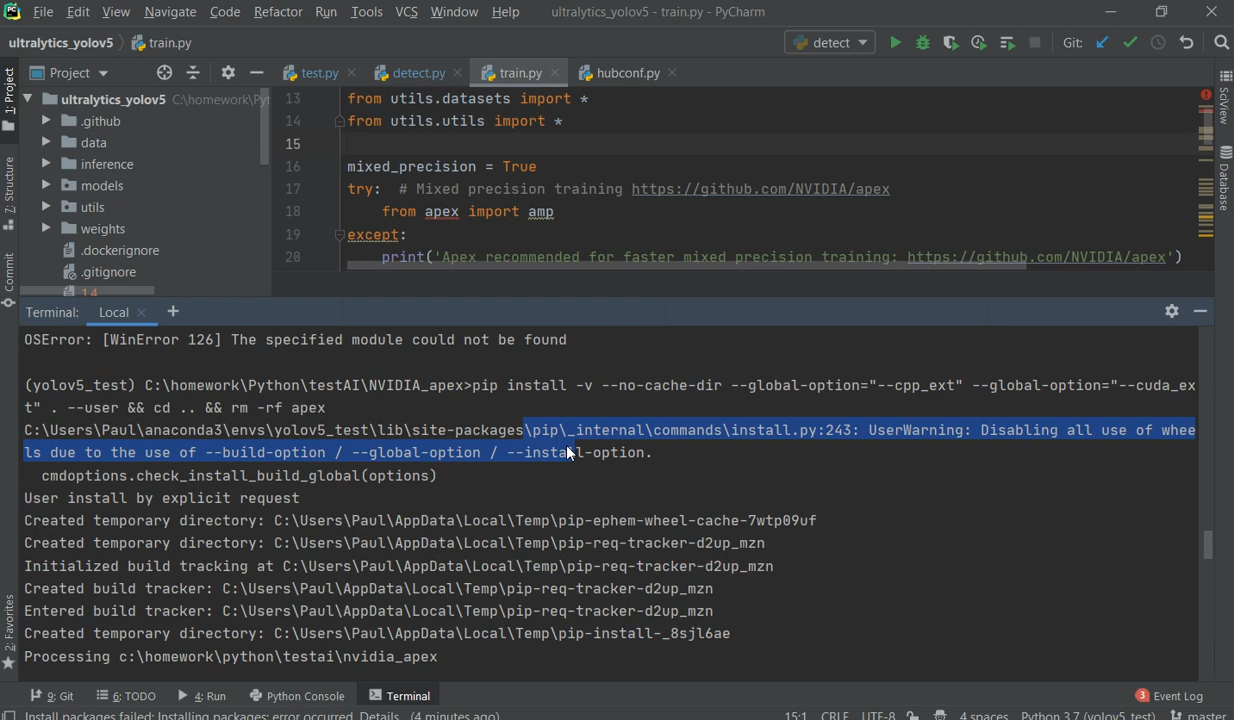 File Edit View Navigate Code Refactor Run Tools VCS Window Help ultralytics_yolov5 - train.py - PyCharm
ultralytics_yolov5 train.py detect Git:
1: Project
7: Structure
Commit
2: Favorites
Project
ultralytics_yolov5 C:\homework\Pyt
.github
data
inference
models
utils
weights
.dockerignore
.gitignore
1.4
test.py detect.py train.py hubconf.py
13 from utils.datasets import *
14 from utils.utils import *
15
16 mixed_precision = True
17 try: # Mixed precision training https://github.com/NVIDIA/apex
18 from apex import amp
19 except:
20 print('Apex recommended for faster mixed precision training: https://github.com/NVIDIA/apex')
SciView
Database
Terminal: Local +
OSError: [WinError 126] The specified module could not be found
(yolov5_test) C:\homework\Python\testAI\NVIDIA_apex>pip install -v --no-cache-dir --global-option="--cpp_ext" --global-option="--cuda_ex
t" . --user && cd .. && rm -rf apex
C:\Users\Paul\anaconda3\envs\yolov5_test\lib\site-packages\pip\_internal\commands\install.py:243: UserWarning: Disabling all use of whee
ls due to the use of --build-option / --global-option / --install-option.
cmdoptions.check_install_build_global(options)
User install by explicit request
Created temporary directory: C:\Users\Paul\AppData\Local\Temp\pip-ephem-wheel-cache-7wtp09uf
Created temporary directory: C:\Users\Paul\AppData\Local\Temp\pip-req-tracker-d2up_mzn
Initialized build tracking at C:\Users\Paul\AppData\Local\Temp\pip-req-tracker-d2up_mzn
Created build tracker: C:\Users\Paul\AppData\Local\Temp\pip-req-tracker-d2up_mzn
Entered build tracker: C:\Users\Paul\AppData\Local\Temp\pip-req-tracker-d2up_mzn
Created temporary directory: C:\Users\Paul\AppData\Local\Temp\pip-install-_8sjl6ae
Processing c:\homework\python\testai\nvidia_apex
9: Git 6: TODO 4: Run Python Console Terminal 3 Event Log
Install packages failed: Installing packages: error occurred. Details... (4 minutes ago) 15:1 CRLF UTF-8 4 spaces Python 3.7 (yolov5_test) master